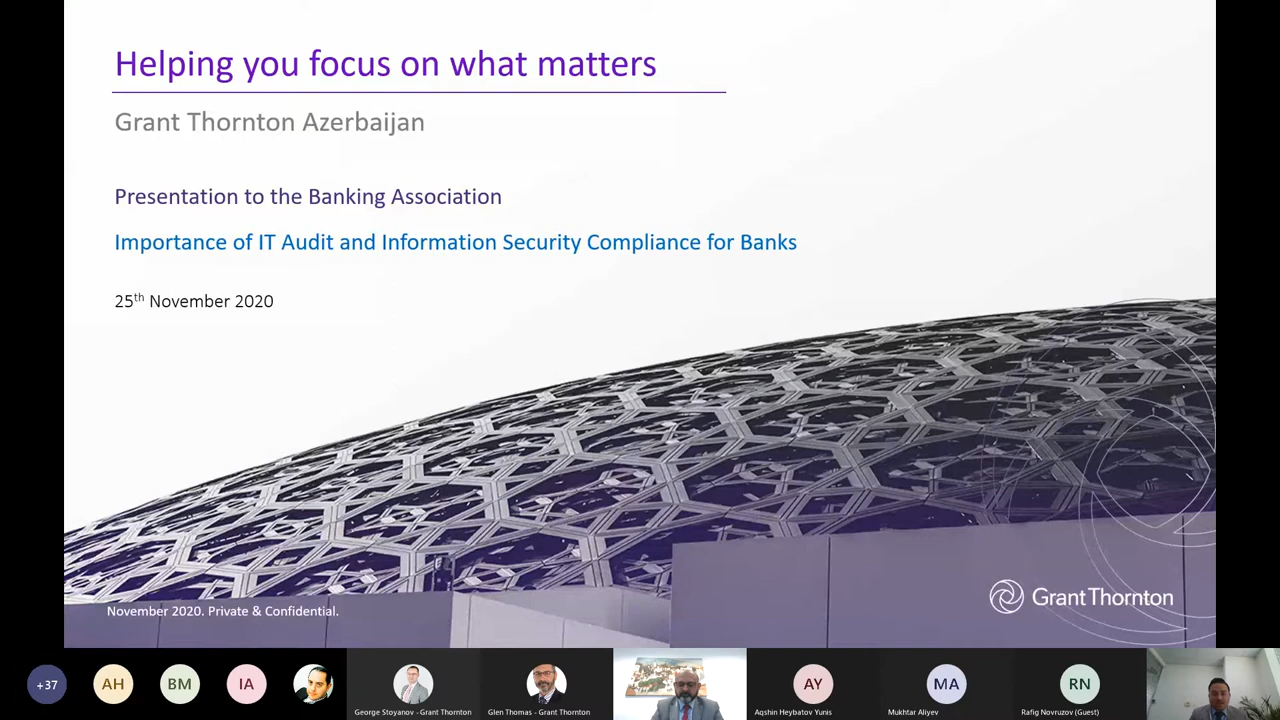 Helping you focus on what matters
Grant Thornton Azerbaijan
Presentation to the Banking Association
Importance of IT Audit and Information Security Compliance for Banks
25th November 2020
November 2020. Private & Confidential.
Grant Thornton
+37
AH
BM
IA
George Stoyanov - Grant Thornton
Glen Thomas - Grant Thornton
AY
Aqshin Heybatov Yunis
MA
Mukhtar Aliyev
RN
Rafig Novruzov (Guest)